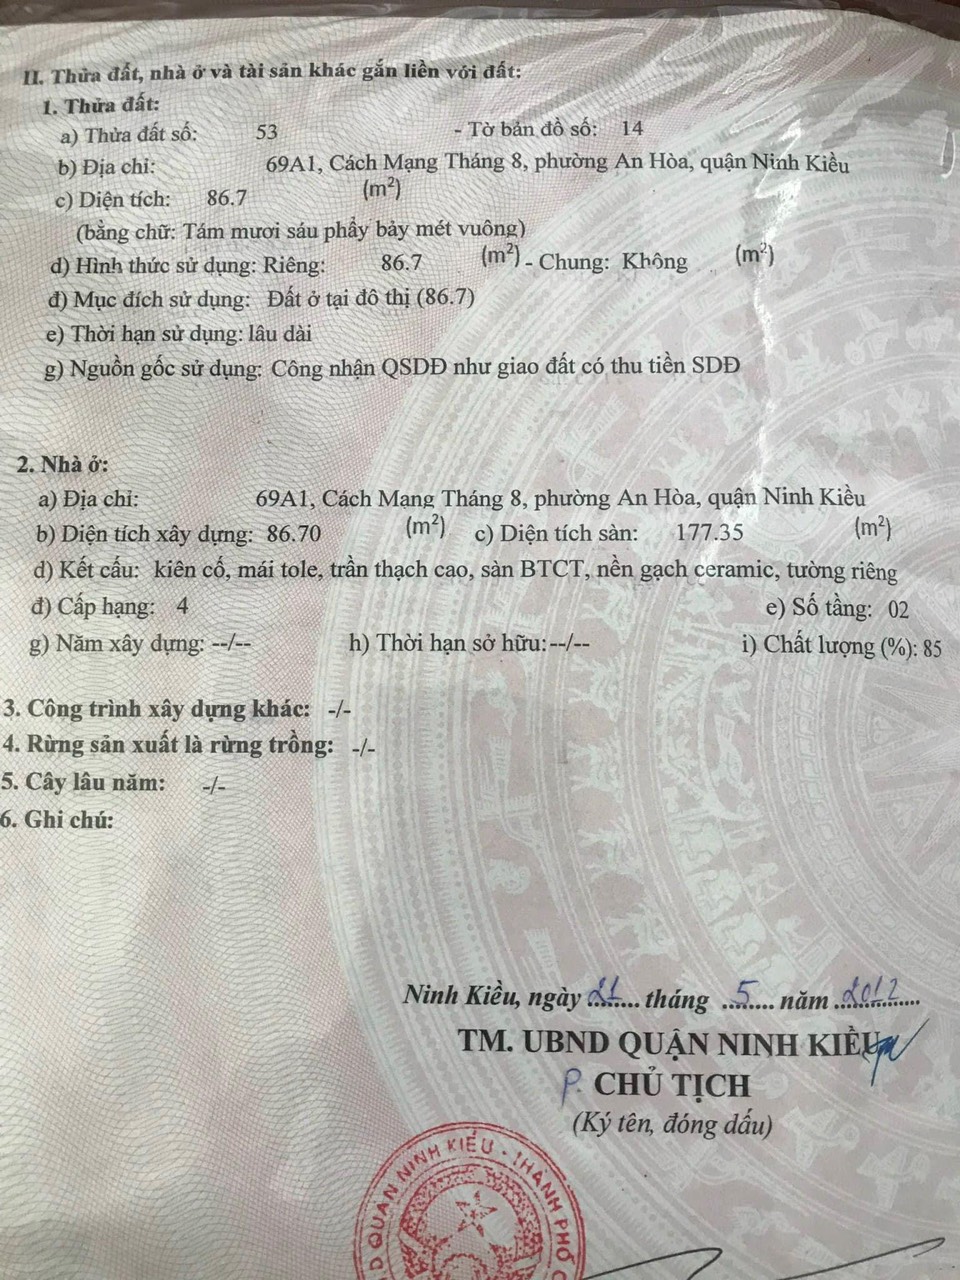 II. Thửa đất, nhà ở và tài sản khác gắn liền với đất:
1. Thửa đất:
a) Thửa đất số: 53 - Tờ bản đồ số: 14
b) Địa chỉ: 69A1, Cách Mạng Tháng 8, phường An Hòa, quận Ninh Kiều
c) Diện tích: 86.7 (m²)
(bằng chữ: Tám mươi sáu phẩy bảy mét vuông)
d) Hình thức sử dụng: Riêng: 86.7 (m²) - Chung: Không (m²)
đ) Mục đích sử dụng: Đất ở tại đô thị (86.7)
e) Thời hạn sử dụng: lâu dài
g) Nguồn gốc sử dụng: Công nhận QSDĐ như giao đất có thu tiền SDĐ
2. Nhà ở:
a) Địa chỉ: 69A1, Cách Mạng Tháng 8, phường An Hòa, quận Ninh Kiều
b) Diện tích xây dựng: 86.70 (m²) c) Diện tích sàn: 177.35 (m²)
d) Kết cấu: kiên cố, mái tole, trần thạch cao, sàn BTCT, nền gạch ceramic, tường riêng
đ) Cấp hạng: 4 e) Số tầng: 02
g) Năm xây dựng: --/-- h) Thời hạn sở hữu: --/-- i) Chất lượng (%): 85
3. Công trình xây dựng khác: -/-
4. Rừng sản xuất là rừng trồng: -/-
5. Cây lâu năm: -/-
6. Ghi chú:
Ninh Kiều, ngày 21 tháng 5 năm 2012
TM. UBND QUẬN NINH KIỀU
P. CHỦ TỊCH
(Ký tên, đóng dấu)
QUẬN NINH KIỀU - THÀNH PHỐ